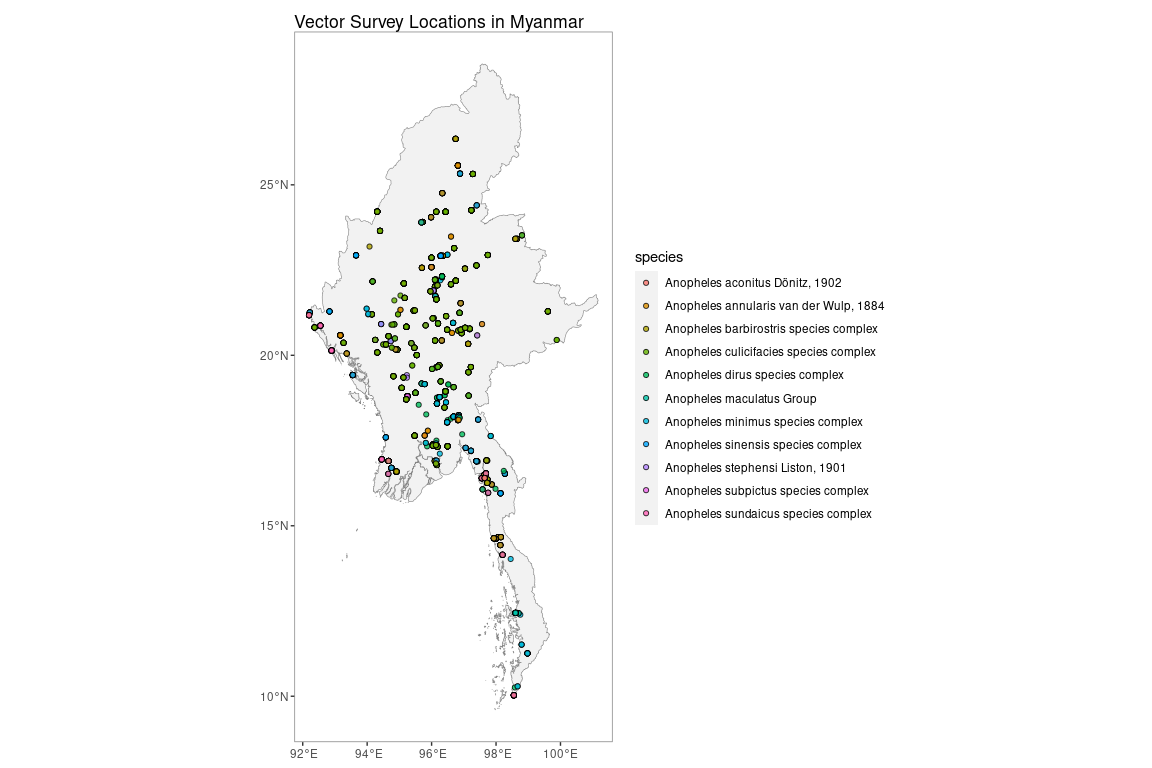 Vector Survey Locations in Myanmar
25°N
20°N
15°N
10°N
92°E 94°E 96°E 98°E 100°E
species
Anopheles aconitus Dönitz, 1902
Anopheles annularis van der Wulp, 1884
Anopheles barbirostris species complex
Anopheles culicifacies species complex
Anopheles dirus species complex
Anopheles maculatus Group
Anopheles minimus species complex
Anopheles sinensis species complex
Anopheles stephensi Liston, 1901
Anopheles subpictus species complex
Anopheles sundaicus species complex